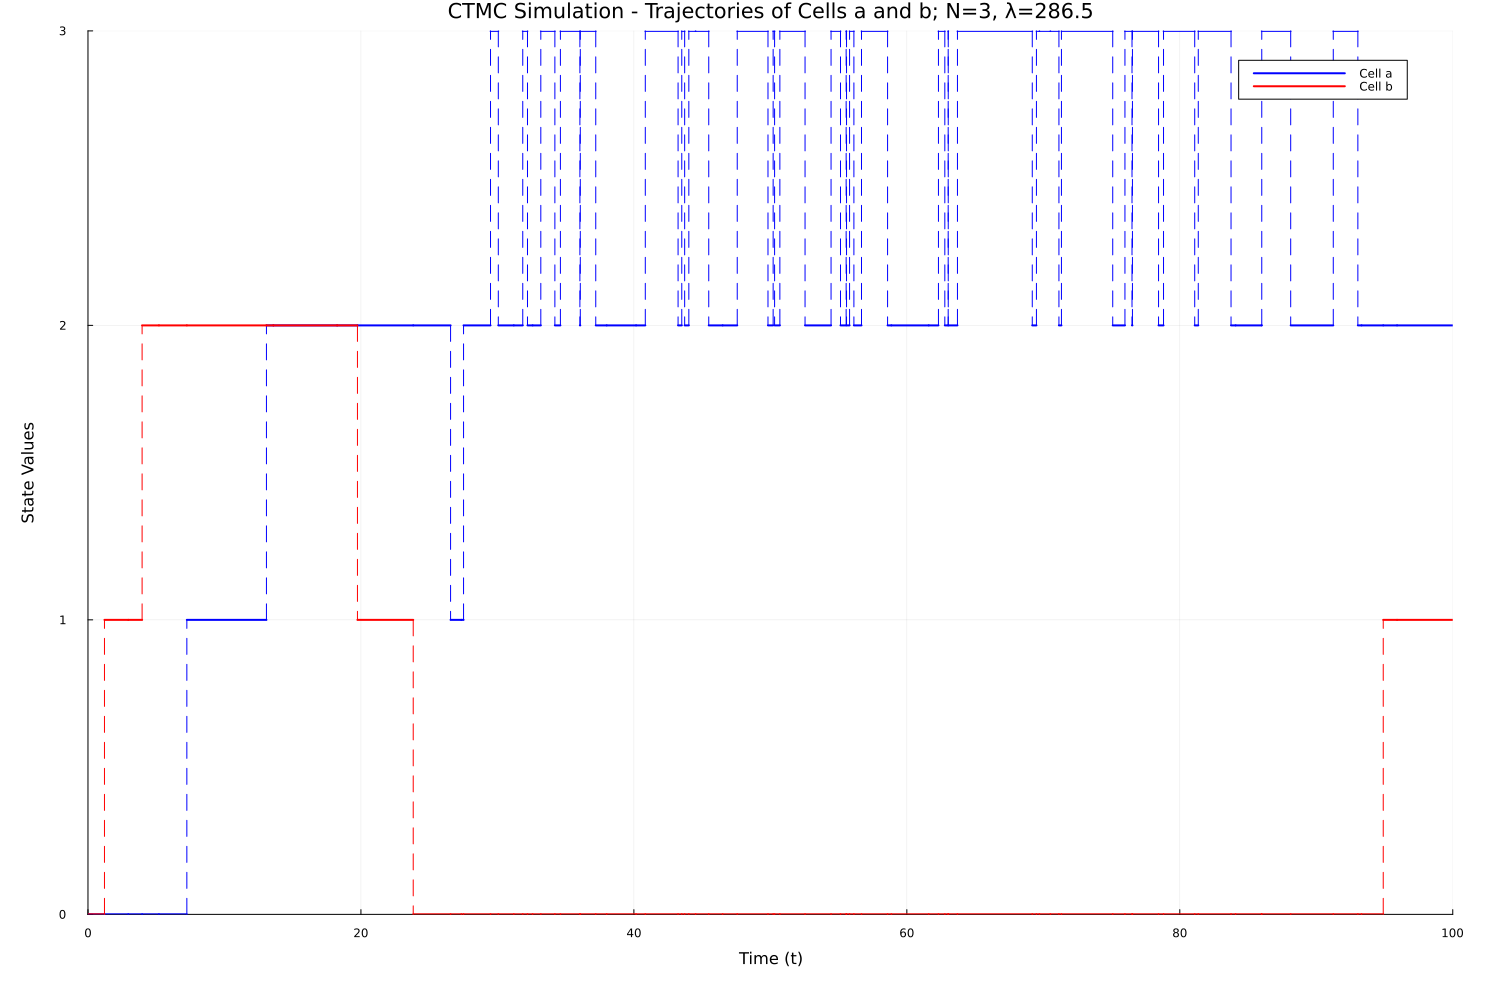 CTMC Simulation - Trajectories of Cells a and b; N=3, λ=286.5
3
Cell a
Cell b
2
State Values
1
0
0 20 40 60 80 100
Time (t)